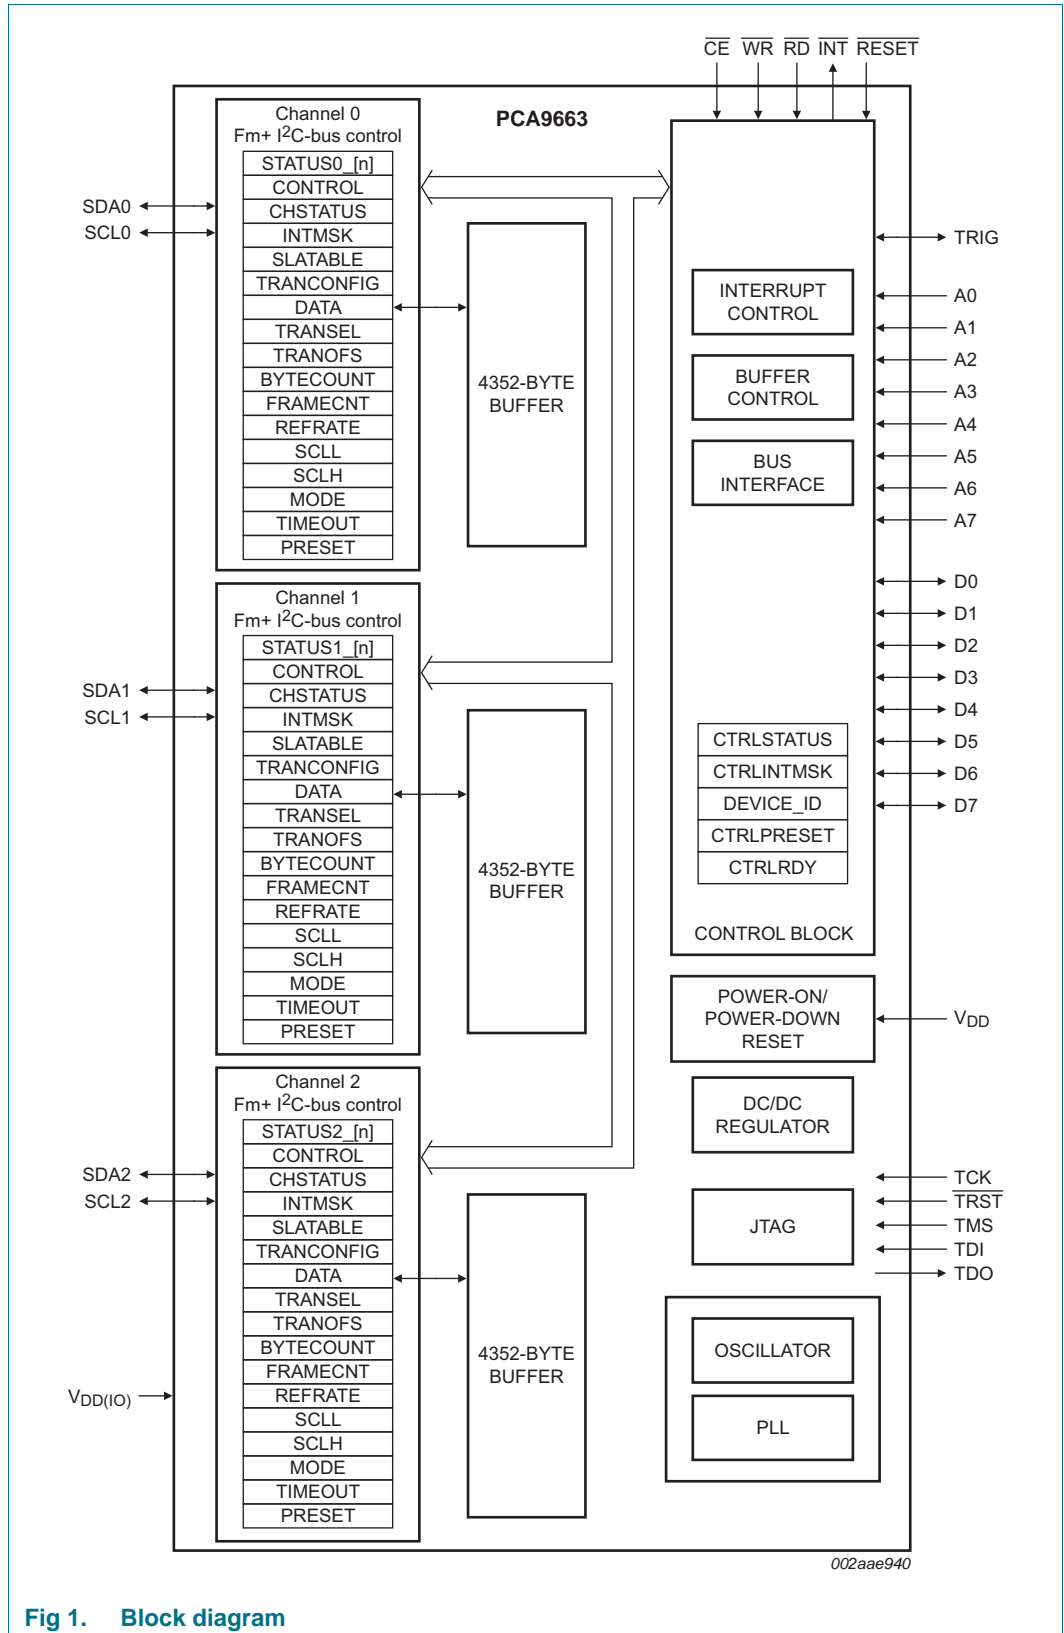 CE WR RD INT RESET
PCA9663
Channel 0
Fm+ I2C-bus control
STATUS0_[n]
CONTROL
CHSTATUS
INTMSK
SLATABLE
TRANCONFIG
DATA
TRANSEL
TRANOFS
BYTECOUNT
FRAMECNT
REFRATE
SCLL
SCLH
MODE
TIMEOUT
PRESET
SDA0
SCL0
4352-BYTE
BUFFER
Channel 1
Fm+ I2C-bus control
STATUS1_[n]
CONTROL
CHSTATUS
INTMSK
SLATABLE
TRANCONFIG
DATA
TRANSEL
TRANOFS
BYTECOUNT
FRAMECNT
REFRATE
SCLL
SCLH
MODE
TIMEOUT
PRESET
SDA1
SCL1
4352-BYTE
BUFFER
Channel 2
Fm+ I2C-bus control
STATUS2_[n]
CONTROL
CHSTATUS
INTMSK
SLATABLE
TRANCONFIG
DATA
TRANSEL
TRANOFS
BYTECOUNT
FRAMECNT
REFRATE
SCLL
SCLH
MODE
TIMEOUT
PRESET
SDA2
SCL2
VDD(IO)
4352-BYTE
BUFFER
INTERRUPT
CONTROL
BUFFER
CONTROL
BUS
INTERFACE
CTRLSTATUS
CTRLINTMSK
DEVICE_ID
CTRLPRESET
CTRLRDY
CONTROL BLOCK
TRIG
A0
A1
A2
A3
A4
A5
A6
A7
D0
D1
D2
D3
D4
D5
D6
D7
POWER-ON/
POWER-DOWN
RESET
VDD
DC/DC
REGULATOR
JTAG
TCK
TRST
TMS
TDI
TDO
OSCILLATOR
PLL
002aae940
Fig 1. Block diagram